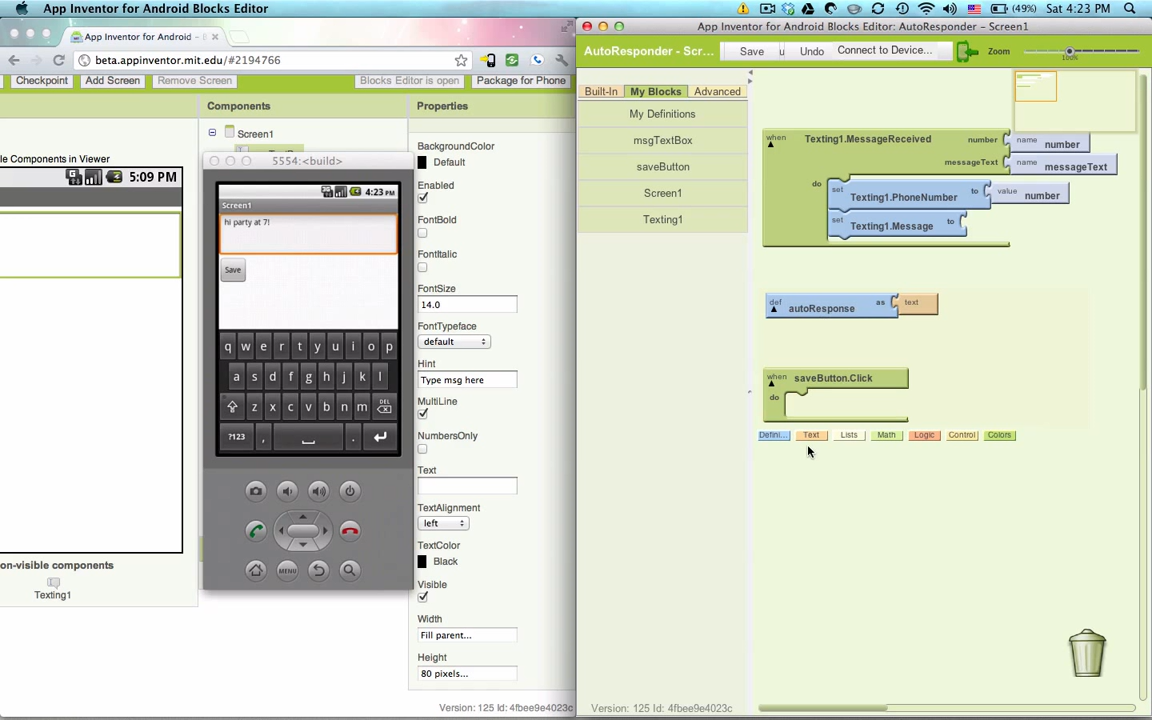 App Inventor for Android Blocks Editor
(49%) Sat 4:23 PM
App Inventor for Android - 
beta.appinventor.mit.edu/#2194766
Checkpoint Add Screen Remove Screen Blocks Editor is open Package for Phone
Components
Properties
Screen1
le Components in Viewer
5:09 PM
on-visible components
Texting1
5554:<build>
4:23 PM
Screen1
hi party at 7!
Save
q w e r t y u i o p
a s d f g h j k l
z x c v b n m DEL
?123 , .
MENU
BackgroundColor
Default
Enabled
FontBold
FontItalic
FontSize
14.0
FontTypeface
default
Hint
Type msg here
MultiLine
NumbersOnly
Text
TextAlignment
left
TextColor
Black
Visible
Width
Fill parent...
Height
80 pixels...
Version: 125 Id: 4fbee9e4023c
App Inventor for Android Blocks Editor: AutoResponder - Screen1
AutoResponder - Scr... Save u Undo Connect to Device... Zoom
100%
Built-In My Blocks Advanced
My Definitions
msgTextBox
saveButton
Screen1
Texting1
when Texting1.MessageReceived number name number
messageText name messageText
do set Texting1.PhoneNumber to value number
set Texting1.Message to
def autoResponse as text
when saveButton.Click
do
Defini... Text Lists Math Logic Control Colors
Version: 125 Id: 4fbee9e4023c